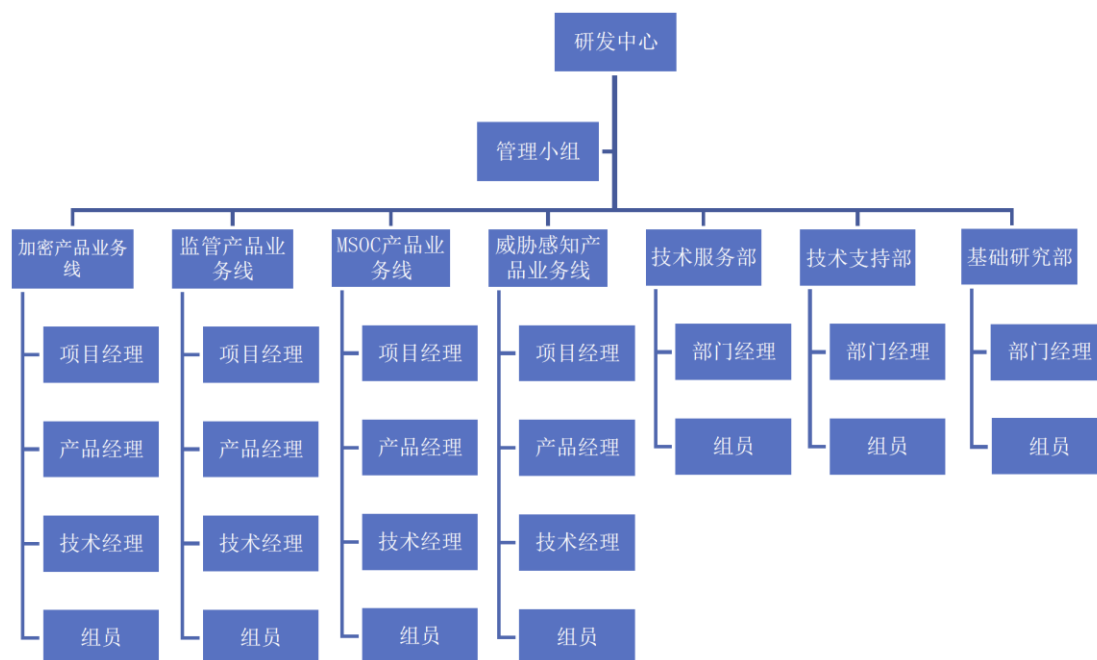 研发中心
管理小组
加密产品业务
线
监管产品业
务线
MSOC产品业
务线
威胁感知产
品业务线
技术服务部
技术支持部
基础研究部
项目经理
项目经理
项目经理
项目经理
部门经理
部门经理
部门经理
产品经理
产品经理
产品经理
产品经理
组员
组员
组员
技术经理
技术经理
技术经理
技术经理
组员
组员
组员
组员